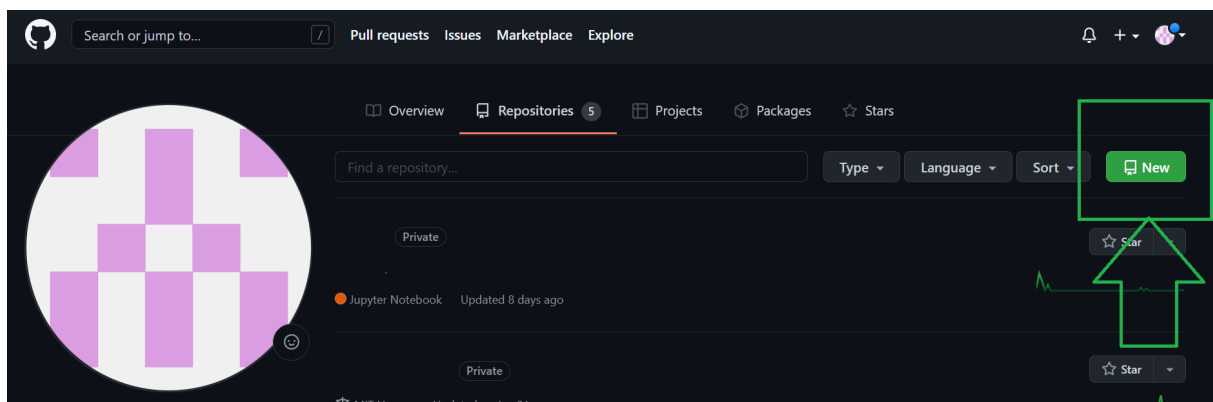 Search or jump to... / Pull requests Issues Marketplace Explore
Overview Repositories 5 Projects Packages Stars
Find a repository... Type Language Sort New
Private
Star
Jupyter Notebook Updated 8 days ago
Private
Star